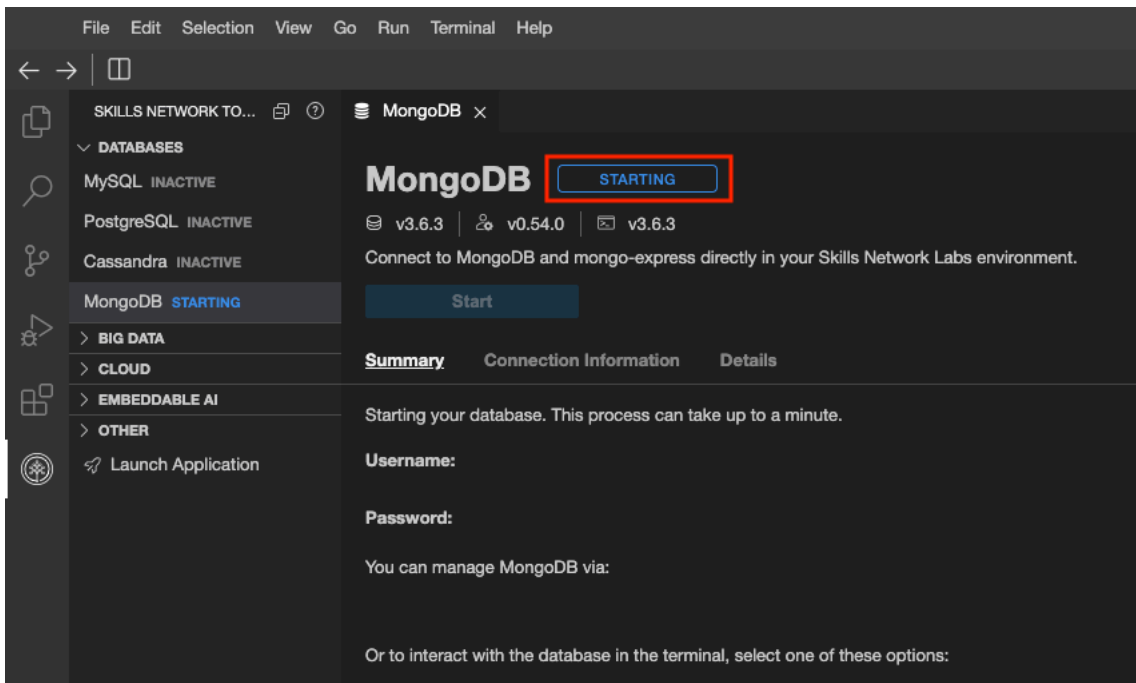 File Edit Selection View Go Run Terminal Help
SKILLS NETWORK TO...
DATABASES
MySQL INACTIVE
PostgreSQL INACTIVE
Cassandra INACTIVE
MongoDB STARTING
BIG DATA
CLOUD
EMBEDDABLE AI
OTHER
Launch Application
MongoDB
MongoDB STARTING
v3.6.3 v0.54.0 v3.6.3
Connect to MongoDB and mongo-express directly in your Skills Network Labs environment.
Start
Summary Connection Information Details
Starting your database. This process can take up to a minute.
Username:
Password:
You can manage MongoDB via:
Or to interact with the database in the terminal, select one of these options: